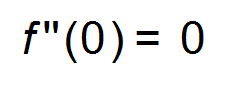 f"(0) = 0